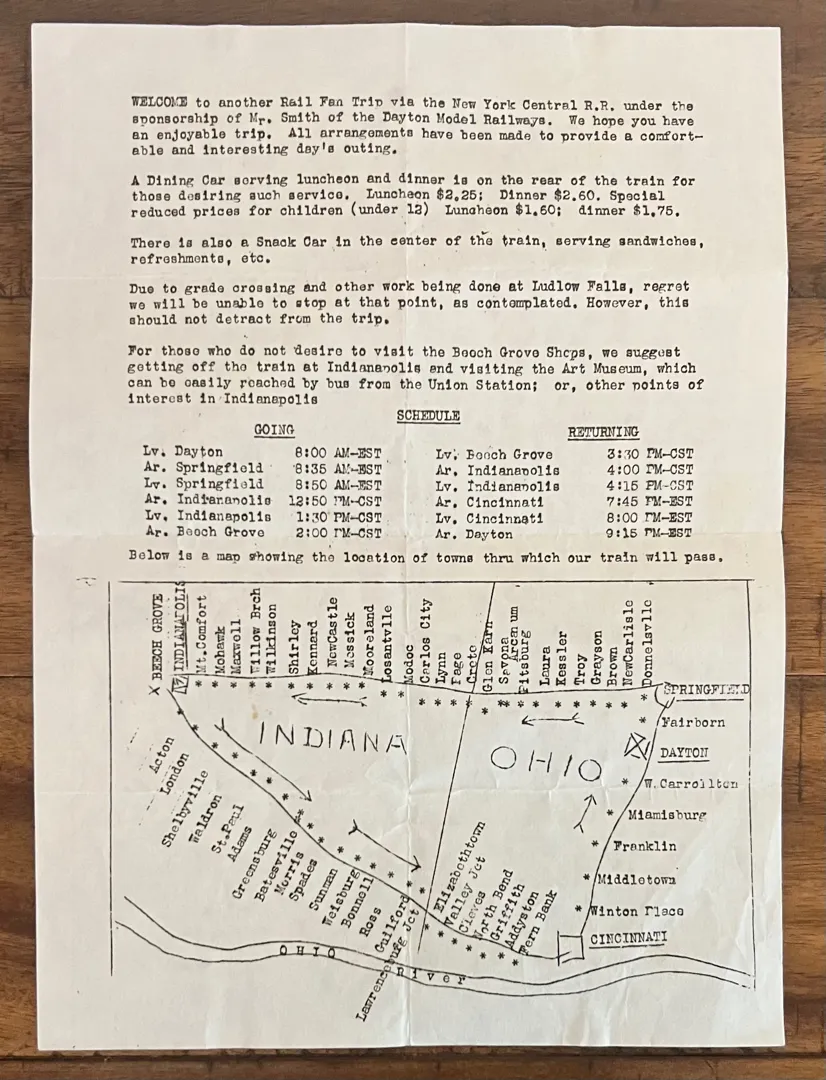 WELCOME to another Rail Fan Trip via the New York Central R.R. under the
sponsorship of Mr. Smith of the Dayton Model Railways. We hope you have
an enjoyable trip. All arrangements have been made to provide a comfort-
able and interesting day's outing.
A Dining Car serving luncheon and dinner is on the rear of the train for
those desiring such service. Luncheon $2.25; Dinner $2.60. Special
reduced prices for children (under 12) Luncheon $1.60; dinner $1.75.
There is also a Snack Car in the center of the train, serving sandwiches,
refreshments, etc.
Due to grade crossing and other work being done at Ludlow Falls, regret
we will be unable to stop at that point, as contemplated. However, this
should not detract from the trip.
For those who do not desire to visit the Beech Grove Shops, we suggest
getting off the train at Indianapolis and visiting the Art Museum, which
can be easily reached by bus from the Union Station; or, other points of
interest in Indianapolis
SCHEDULE
GOING
Lv. Dayton 8:00 AM-EST
Ar. Springfield 8:35 AM-EST
Lv. Springfield 8:50 AM-EST
Ar. Indianapolis 12:50 PM-CST
Lv. Indianapolis 1:30 PM-CST
Ar. Beech Grove 2:00 PM-CST
RETURNING
Lv. Beech Grove 3:30 PM-CST
Ar. Indianapolis 4:00 PM-CST
Lv. Indianapolis 4:15 PM-CST
Ar. Cincinnati 7:45 PM-EST
Lv. Cincinnati 8:00 PM-EST
Ar. Dayton 9:15 PM-EST
Below is a map showing the location of towns thru which our train will pass.
X BEECH GROVE
INDIANAPOLIS
Mt.Comfort
Mohawk
Maxwell
Willow Brch
Wilkinson
Shirley
Kennard
NewCastle
Messick
Mooreland
Losantvlle
Modoc
Carlos City
Lynn
Page
Crete
Glen Karn
Savona
Arcanum
Pitsburg
Laura
Kessler
Troy
Grayson
Brown
NewCarlisle
Donnelsvlle
SPRINGFIELD
Fairborn
DAYTON
W.Carrollton
Miamisburg
Franklin
Middletown
Winton Place
CINCINNATI
INDIANA
OHIO
Acton
London
Shelbyville
Waldron
St.Paul
Adams
Greensburg
Batesville
Morris
Spades
Sunman
Weisburg
Bonnell
Ross
Guilford
Lawrenceburg Jct
Elizabethtown
Valley Jct
Cleves
North Bend
Griffith
Addyston
Fern Bank
OHIO River